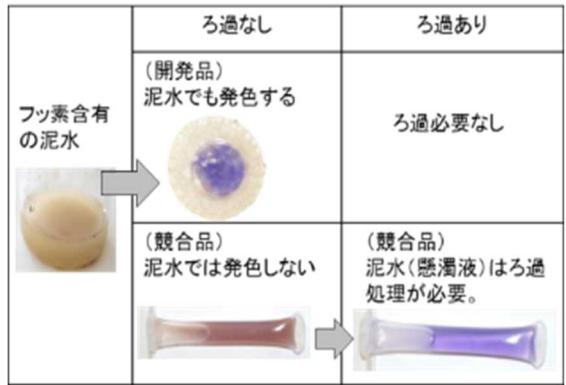 ろ過なし
ろ過あり
フッ素含有
の泥水
(開発品)
泥水でも発色する
ろ過必要なし
(競合品)
泥水では発色しない
(競合品)
泥水(懸濁液)はろ過
処理が必要。